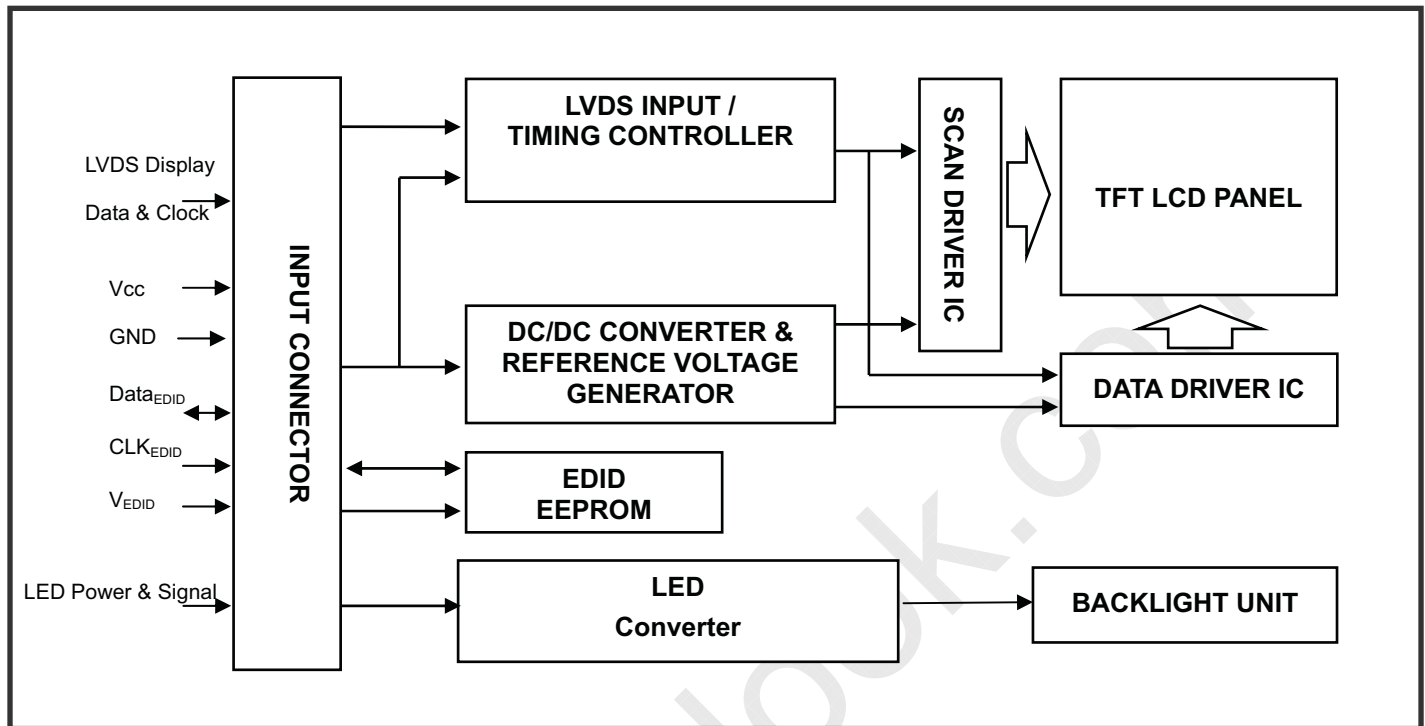 LVDS Display
Data & Clock
Vcc
GND
DataEDID
CLKEDID
VEDID
LED Power & Signal
INPUT CONNECTOR
LVDS INPUT /
TIMING CONTROLLER
DC/DC CONVERTER &
REFERENCE VOLTAGE
GENERATOR
EDID
EEPROM
LED
Converter
SCAN DRIVER IC
TFT LCD PANEL
DATA DRIVER IC
BACKLIGHT UNIT
look.com